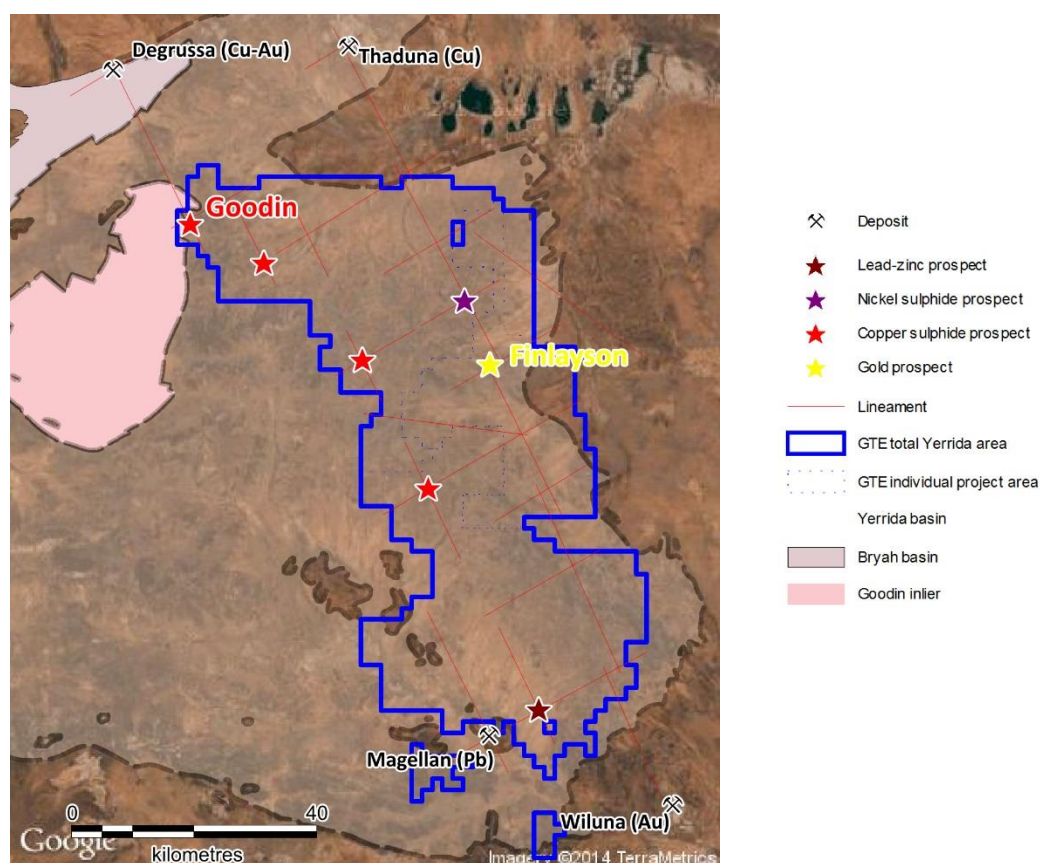 Degrussa (Cu-Au)
Thaduna (Cu)
Goodin
Finlayson
Magellan (Pb)
Wiluna (Au)
0 40
kilometres
Google
Imagery ©2014 TerraMetrics
Deposit
Lead-zinc prospect
Nickel sulphide prospect
Copper sulphide prospect
Gold prospect
Lineament
GTE total Yerrida area
GTE individual project area
Yerrida basin
Bryah basin
Goodin inlier